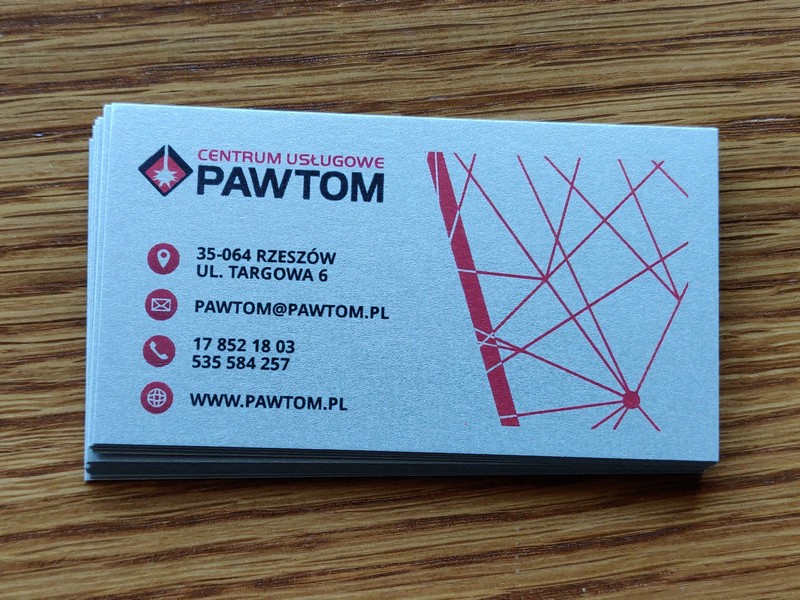 CENTRUM USŁUGOWE
PAWTOM
35-064 RZESZÓW
UL. TARGOWA 6
PAWTOM@PAWTOM.PL
17 852 18 03
535 584 257
WWW.PAWTOM.PL